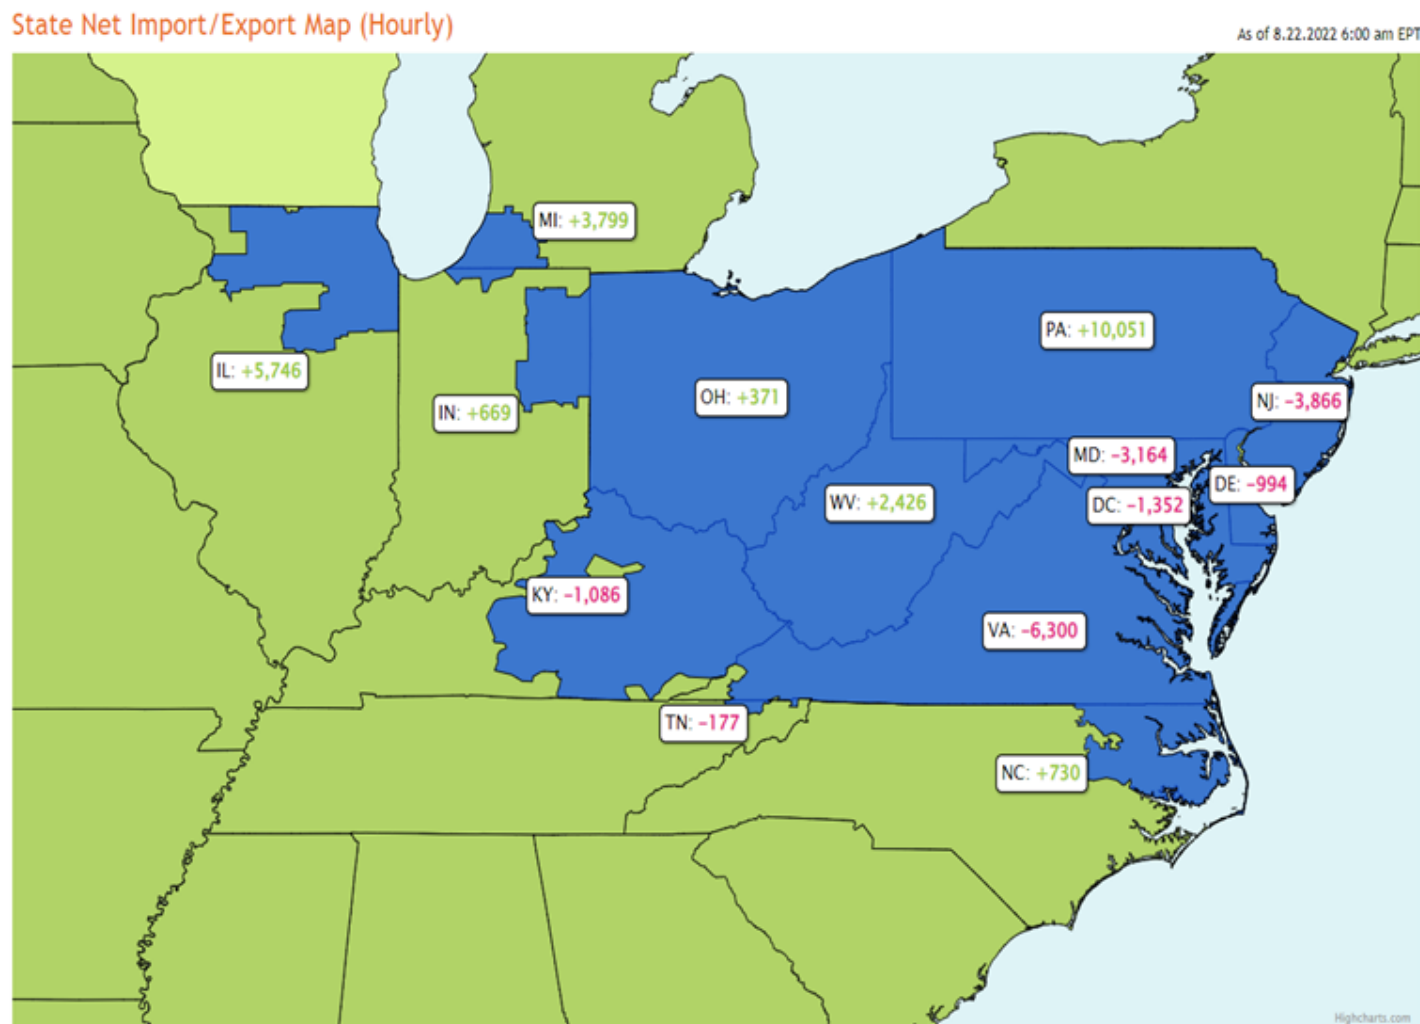 State Net Import/Export Map (Hourly)
As of 8.22.2022 6:00 am EPT
MI: +3,799
PA: +10,051
IL: +5,746
OH: +371
NJ: −3,866
IN: +669
MD: −3,164
DE: −994
WV: +2,426
DC: −1,352
KY: −1,086
VA: −6,300
TN: −177
NC: +730
Highcharts.com